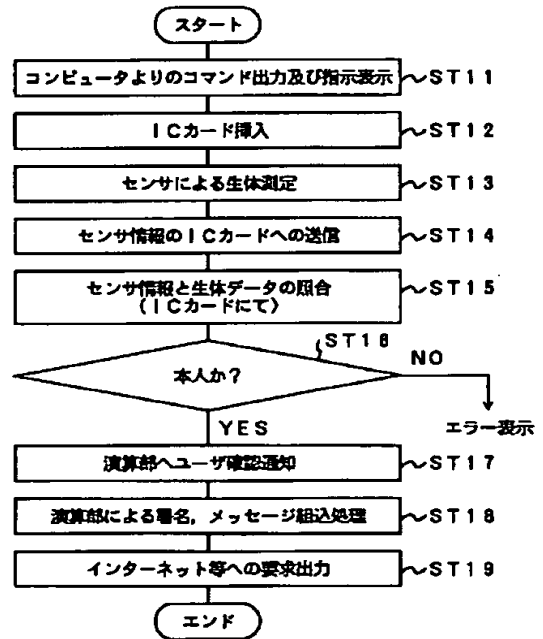 スタート
コンピュータよりのコマンド出力及び指示表示 ST11
ICカード挿入 ST12
センサによる生体測定 ST13
センサ情報のICカードへの送信 ST14
センサ情報と生体データの照合 ST15
(ICカードにて)
ST16
本人か?
NO
YES
エラー表示
演算部へユーザ確認通知 ST17
演算部による署名,メッセージ組込処理 ST18
インターネット等への要求出力 ST19
エンド